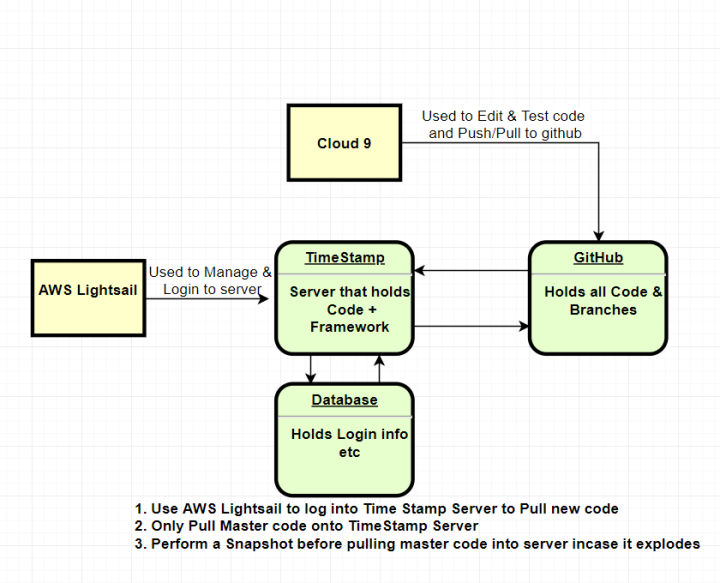 Used to Edit & Test code
and Push/Pull to github
Cloud 9
TimeStamp
GitHub
Used to Manage &
Login to server
AWS Lightsail
Server that holds
Code +
Framework
Holds all Code &
Branches
Database
Holds Login info
etc
1. Use AWS Lightsail to log into Time Stamp Server to Pull new code
2. Only Pull Master code onto TimeStamp Server
3. Perform a Snapshot before pulling master code into server incase it explodes